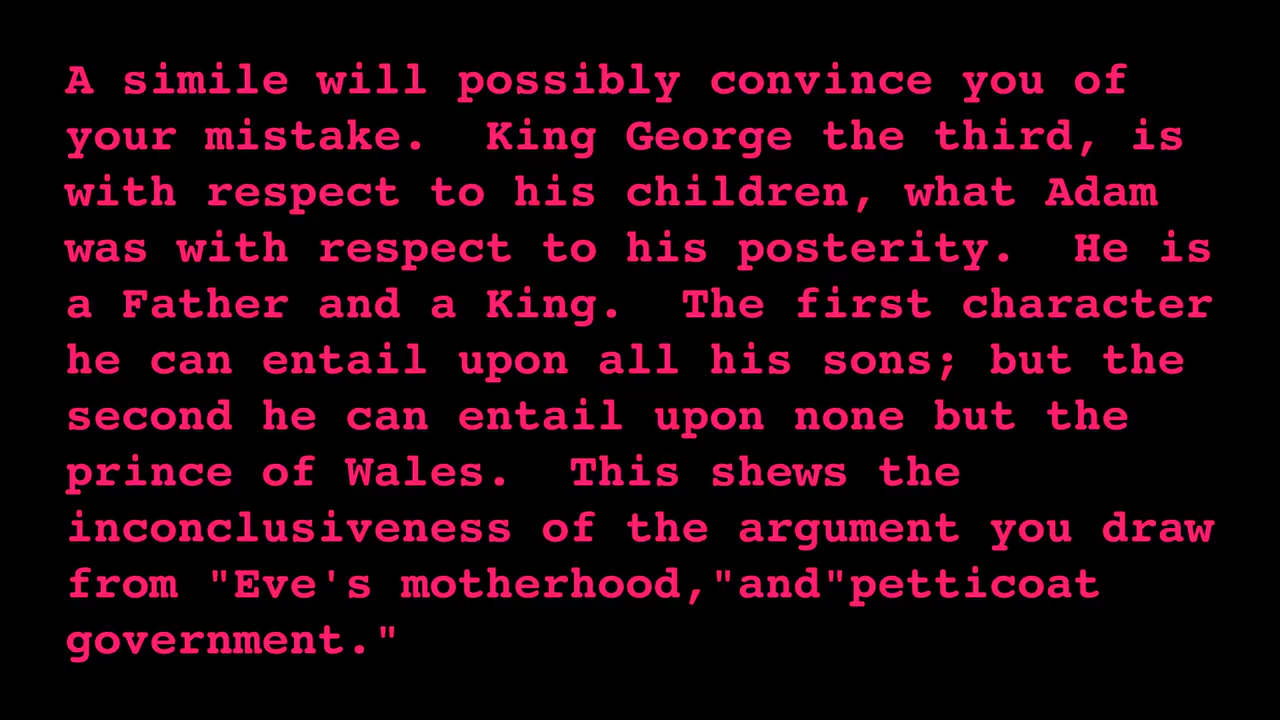 A simile will possibly convince you of
your mistake.  King George the third, is
with respect to his children, what Adam
was with respect to his posterity.  He is
a Father and a King.  The first character
he can entail upon all his sons; but the
second he can entail upon none but the
prince of Wales.  This shews the
inconclusiveness of the argument you draw
from "Eve's motherhood,"and"petticoat
government."